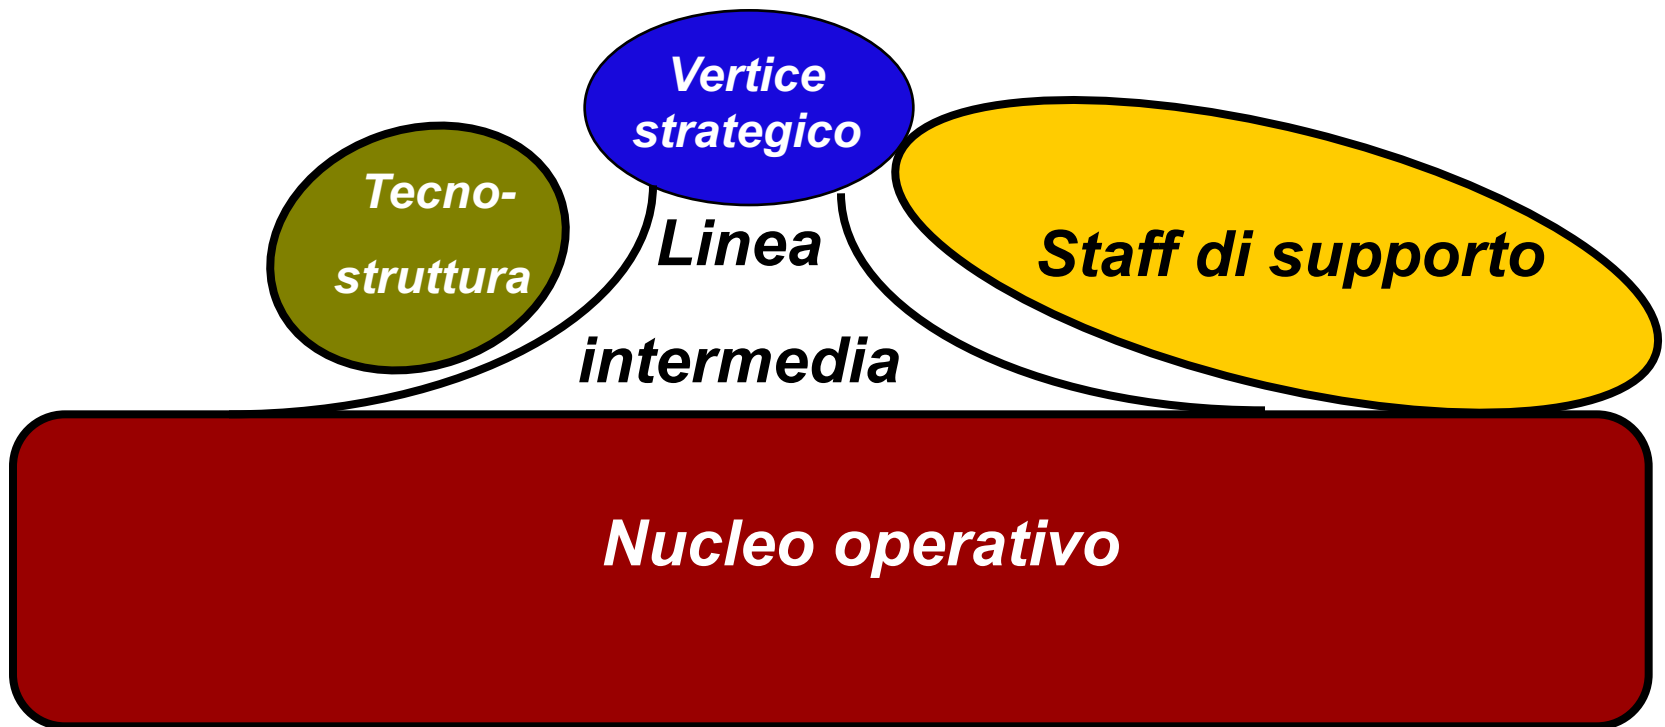 Vertice
strategico
Tecno-
struttura
Linea
intermedia
Staff di supporto
Nucleo operativo